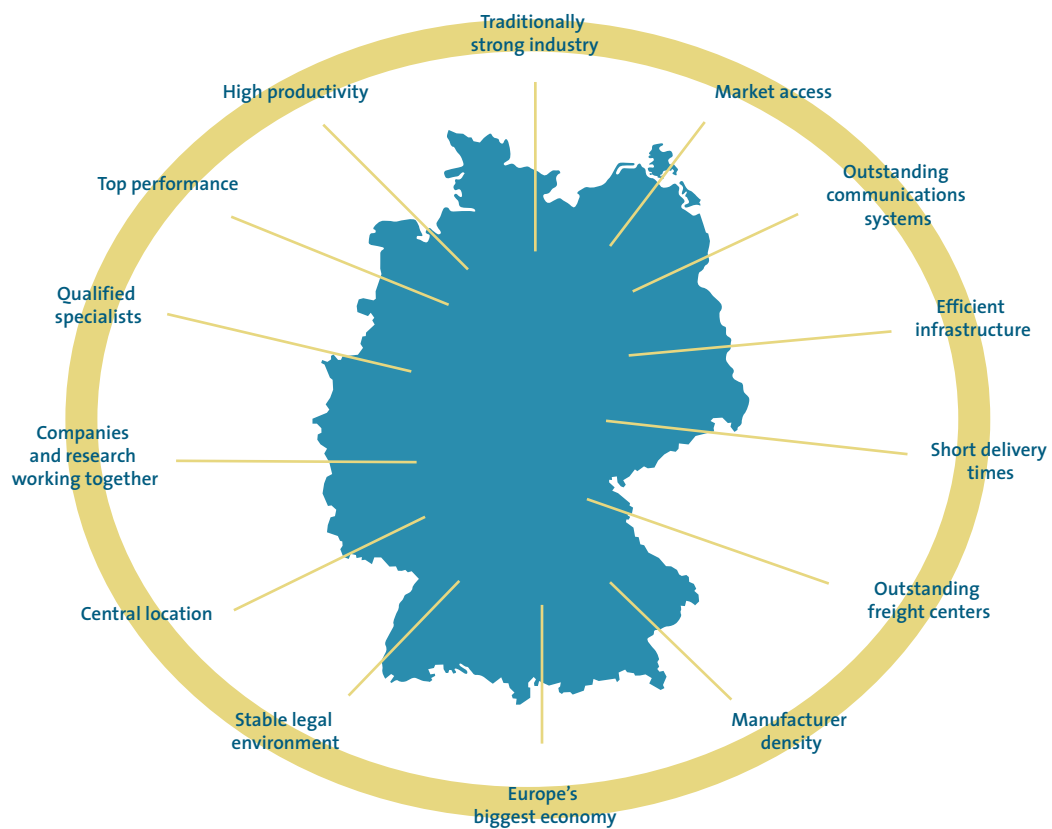 Traditionally
strong industry
High productivity
Market access
Top performance
Outstanding
communications
systems
Qualified
specialists
Efficient
infrastructure
Companies
and research
working together
Short delivery
times
Central location
Outstanding
freight centers
Stable legal
environment
Manufacturer
density
Europe's
biggest economy